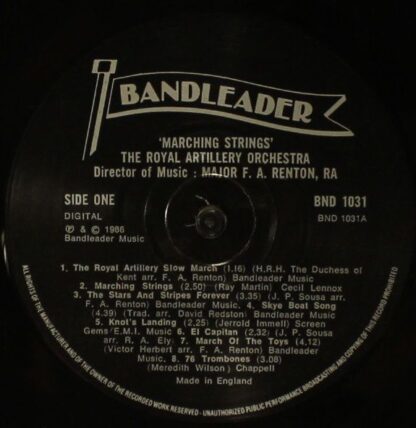 BANDLEADER
'MARCHING STRINGS'
THE ROYAL ARTILLERY ORCHESTRA
Director of Music : MAJOR F. A. RENTON, RA
SIDE ONE
BND 1031
DIGITAL
BND 1031A
℗ & © 1986
Bandleader Music
1. The Royal Artillery Slow March (1.16) (H.R.H. The Duchess of
Kent arr. F. A. Renton) Bandleader Music
2. Marching Strings (2.50) (Ray Martin) Cecil Lennox
3. The Stars And Stripes Forever (3.35) (J. P. Sousa
arr. F. A. Renton) Bandleader Music. 4. Skye Boat Song
(4.39) (Trad. arr. David Redston) Bandleader Music
5. Knot's Landing (2,25) (Jerrold Immell) Screen
Gems/E.M.I. Music 6. El Capitan (2.32) (J. P. Sousa
arr. R. A. Ely) 7. March Of The Toys (4,12)
(Victor Herbert arr. F. A. Renton) Bandleader
Music. 8. 76 Trombones (3.08)
(Meredith Wilson) Chappell
Made in England
ALL RIGHTS OF THE MANUFACTURER AND OF THE OWNER OF THE RECORDED WORK RESERVED - UNAUTHORIZED PUBLIC PERFORMANCE BROADCASTING AND COPYING OF THIS RECORD PROHIBITED